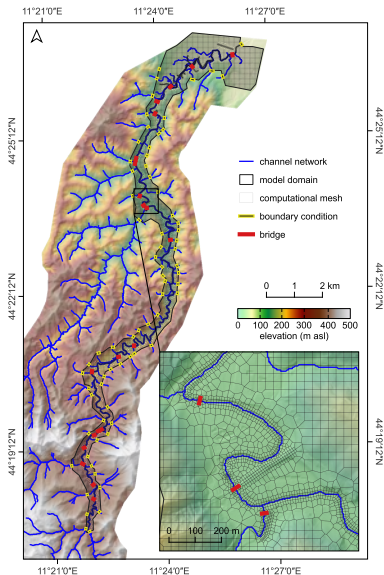 11°21'0"E 11°24'0"E 11°27'0"E
44°25'12"N
44°25'12"N
channel network
model domain
computational mesh
boundary condition
bridge
0 1 2 km
44°22'12"N
44°22'12"N
0 100 200 300 400 500
elevation (m asl)
44°19'12"N
44°19'12"N
0 100 200 m
11°21'0"E 11°24'0"E 11°27'0"E